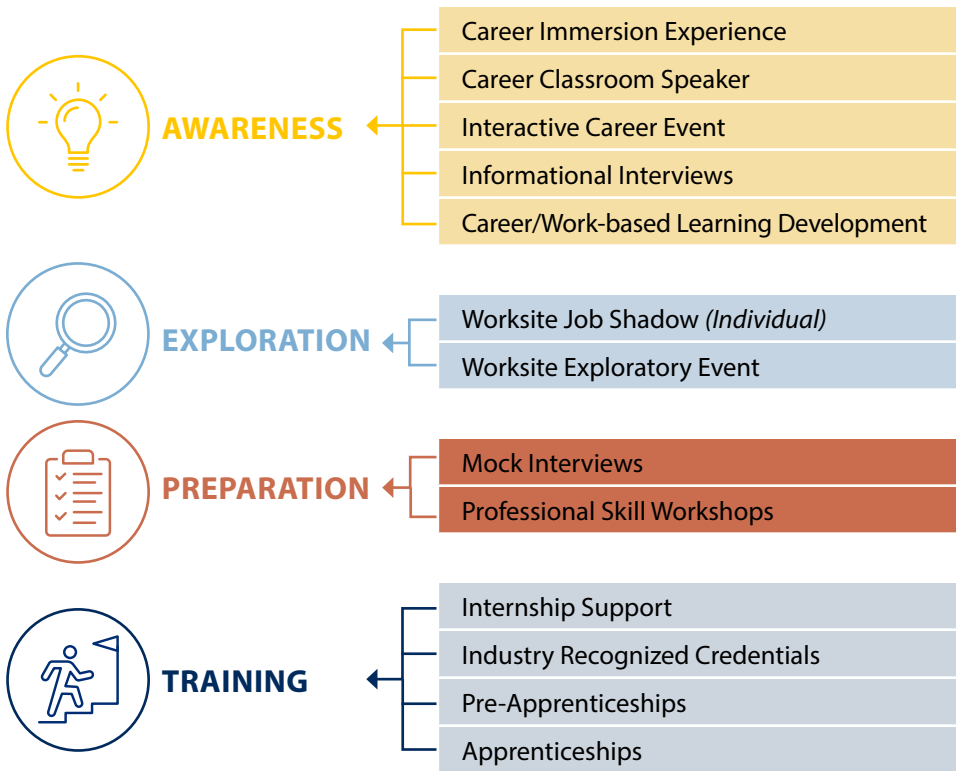 AWARENESS
Career Immersion Experience
Career Classroom Speaker
Interactive Career Event
Informational Interviews
Career/Work-based Learning Development
EXPLORATION
Worksite Job Shadow (Individual)
Worksite Exploratory Event
PREPARATION
Mock Interviews
Professional Skill Workshops
TRAINING
Internship Support
Industry Recognized Credentials
Pre-Apprenticeships
Apprenticeships